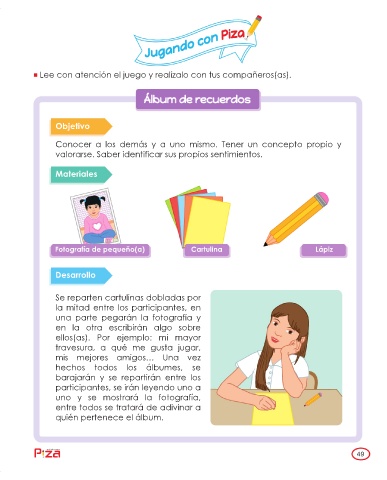 Jugando con Piza
Lee con atención el juego y realízalo con tus compañeros(as).
Álbum de recuerdos
Objetivo
Conocer a los demás y a uno mismo. Tener un concepto propio y
valorarse. Saber identificar sus propios sentimientos.
Materiales
Fotografía de pequeño(a)
Cartulina
Lápiz
Desarrollo
Se reparten cartulinas dobladas por
la mitad entre los participantes, en
una parte pegarán la fotografía y
en la otra escribirán algo sobre
ellos(as). Por ejemplo: mi mayor
travesura, a qué me gusta jugar,
mis mejores amigos... Una vez
hechos todos los álbumes, se
barajarán y se repartirán entre los
participantes, se irán leyendo uno a
uno y se mostrará la fotografía,
entre todos se tratará de adivinar a
quién pertenece el álbum.
Piza
49